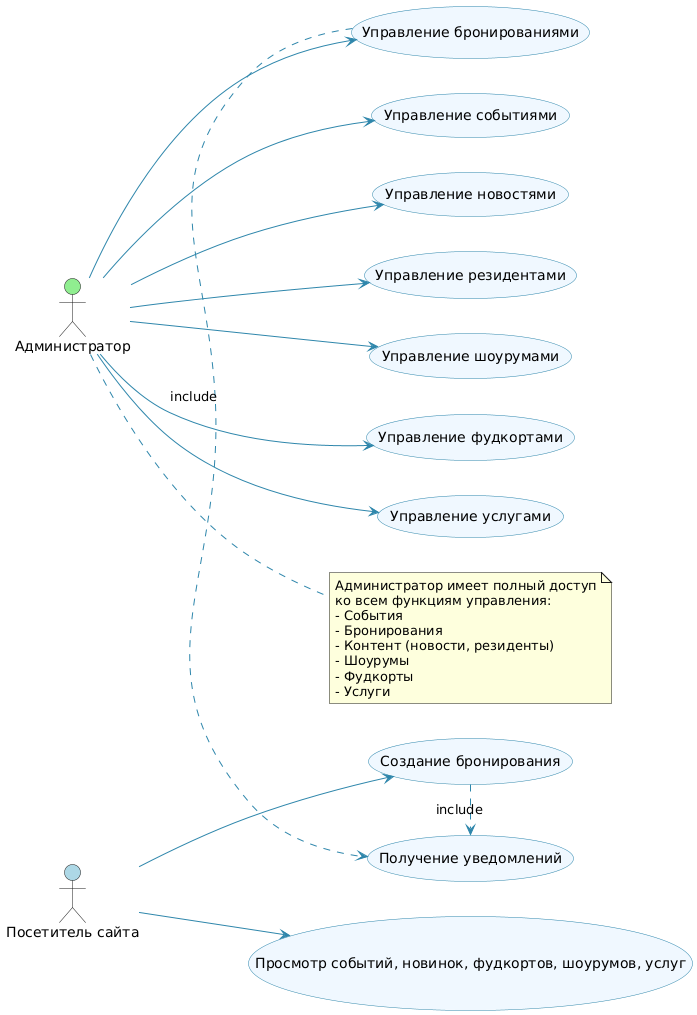 Управление бронированиями
Управление событиями
Управление новостями
Управление резидентами
Администратор
Управление шоурумами
include
Управление фудкортами
Управление услугами
Администратор имеет полный доступ
ко всем функциям управления:
- События
- Бронирования
- Контент (новости, резиденты)
- Шоурумы
- Фудкорты
- Услуги
Создание бронирования
include
Получение уведомлений
Посетитель сайта
Просмотр событий, новинок, фудкортов, шоурумов, услуг